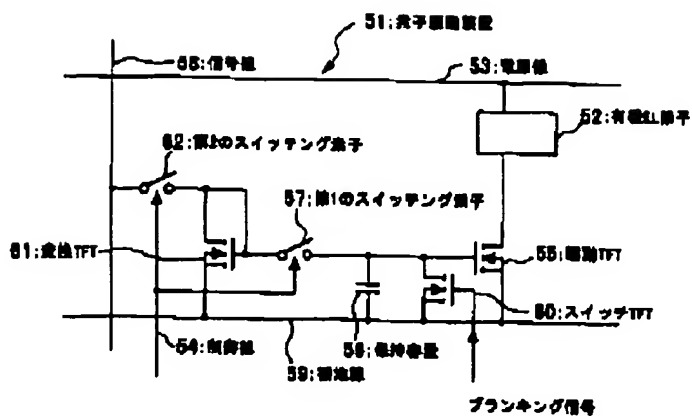 51:素子駆動装置
56:信号線
53:電源線
52:有機EL素子
62:第2のスイッチング素子
57:第1のスイッチング素子
61:変換TFT
55:駆動TFT
60:スイッチTFT
58:保持容量
54:制御線
59:接地線
ブランキング信号